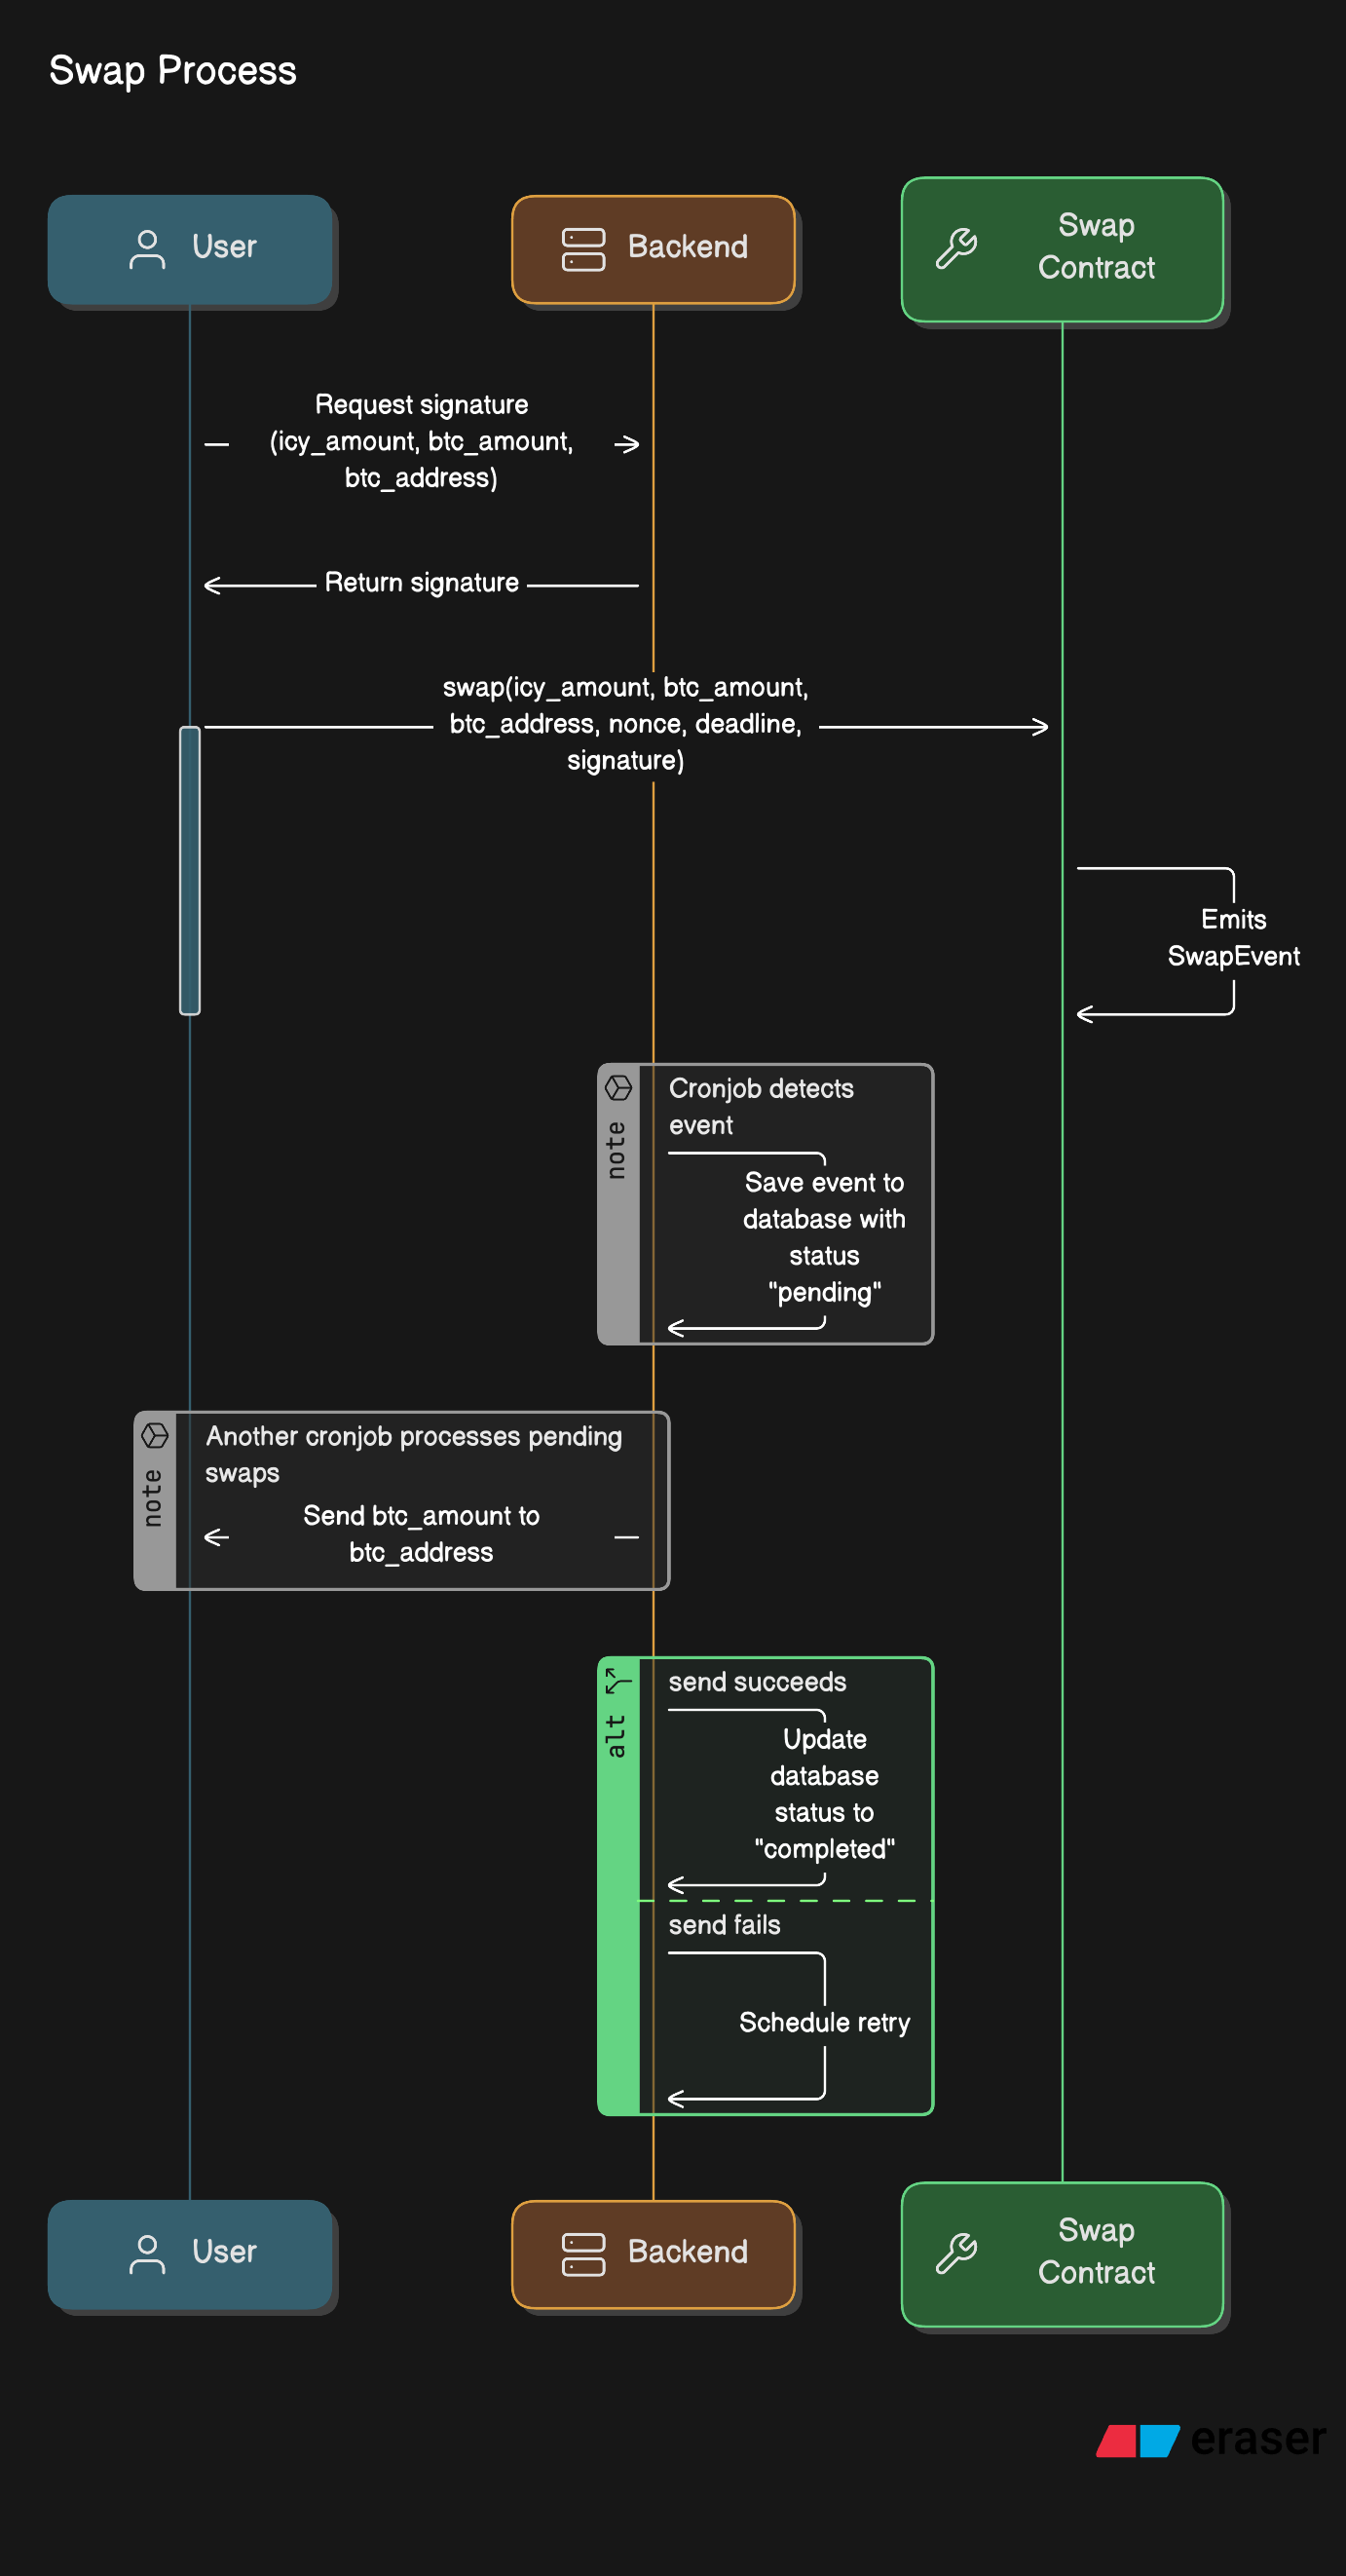 Swap Process
User
Backend
Swap
Contract
Request signature
(icy_amount, btc_amount,
btc_address)
Return signature
swap(icy_amount, btc_amount,
btc_address, nonce, deadline,
signature)
Emits
SwapEvent
note
Cronjob detects
event
Save event to
database with
status
"pending"
note
Another cronjob processes pending
swaps
Send btc_amount to
btc_address
alt
send succeeds
Update
database
status to
"completed"
send fails
Schedule retry
User
Backend
Swap
Contract
eraser